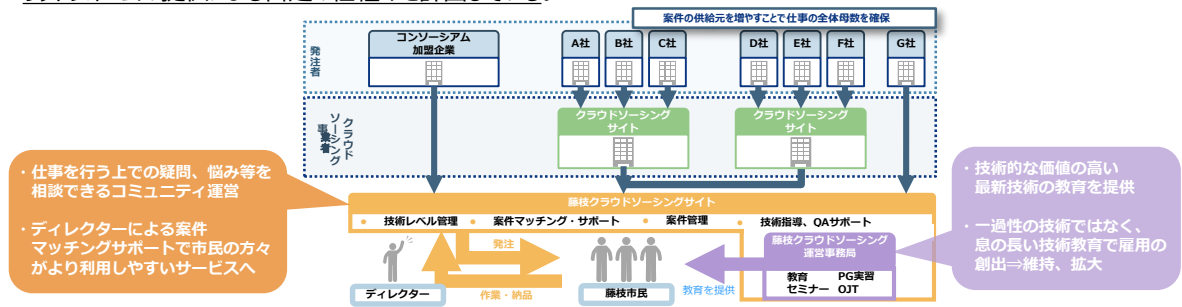 案件の供給元を増やすことで仕事の全体母数を確保
発注者
コンソーシアム
加盟企業
A社
B社
C社
D社
E社
F社
G社
クラウド
ソーシング
事業者
クラウドソーシング
サイト
クラウドソーシング
サイト
・仕事を行う上での疑問、悩み等を
相談できるコミュニティ運営
・ディレクターによる案件
マッチングサポートで市民の方々
がより利用しやすいサービスへ
・技術的な価値の高い
最新技術の教育を提供
・一過性の技術ではなく、
息の長い技術教育で雇用の
創出⇒維持、拡大
藤枝クラウドソーシングサイト
● 技術レベル管理 ● 案件マッチング・サポート ● 案件管理 ● 技術指導、QAサポート
発注
作業・納品
ディレクター
藤枝市民
教育を提供
藤枝クラウドソーシング
運営事務局
教育 PG実習
セミナー OJT